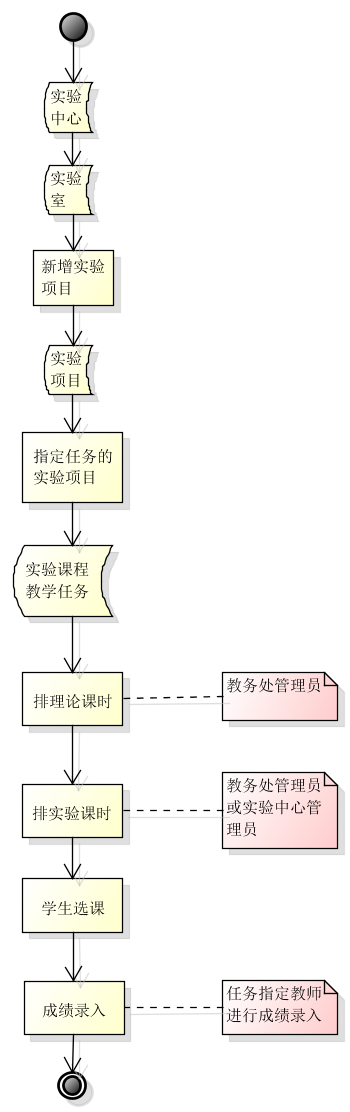 实验
中心
实验
室
新增实验
项目
实验
项目
指定任务的
实验项目
实验课程
教学任务
排理论课时
教务处管理员
排实验课时
教务处管理员
或实验中心管
理员
学生选课
成绩录入
任务指定教师
进行成绩录入